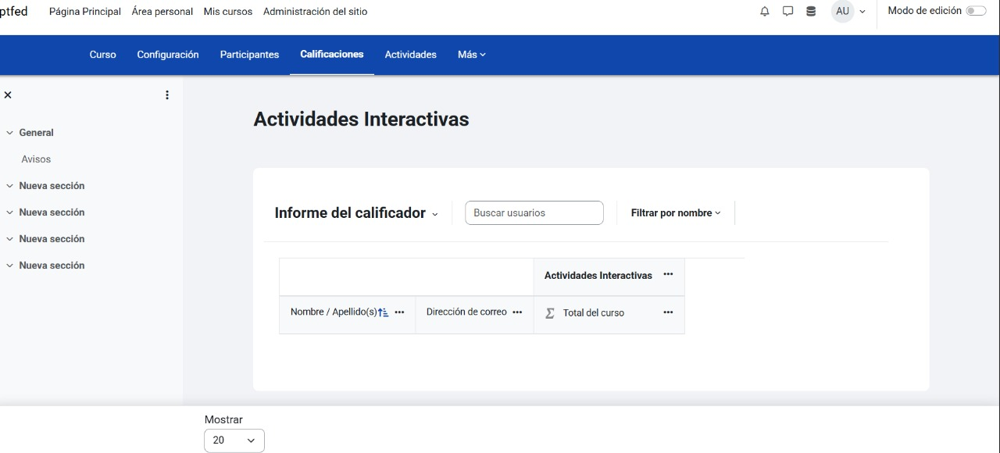 ptfed Página Principal Área personal Mis cursos Administración del sitio AU Modo de edición
Curso Configuración Participantes Calificaciones Actividades Más
General
Avisos
Nueva sección
Nueva sección
Nueva sección
Nueva sección
Actividades Interactivas
Informe del calificador Buscar usuarios Filtrar por nombre
Actividades Interactivas
Nombre / Apellido(s) Dirección de correo Σ Total del curso
Mostrar
20